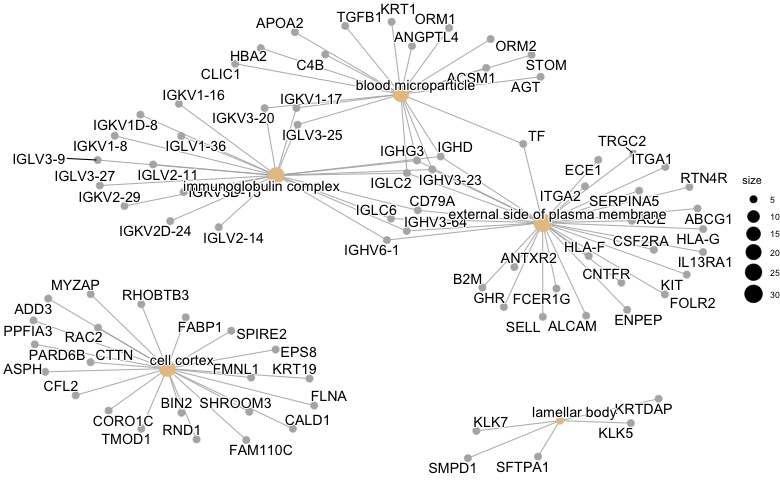 KRT1
TGFB1
ORM1
APOA2
ANGPTL4
ORM2
HBA2
C4B
STOM
CLIC1
ACSM1
blood microparticle
AGT
IGKV1-16
IGKV1-17
IGKV3-20
IGKV1D-8
IGLV3-25
TF
IGKV1-8
IGLV1-36
IGHG3
IGHD
TRGC2
IGLV3-9
ITGA1
ECE1
IGLV3-27
IGLV2-11
IGLC2
IGHV3-23
RTN4R
immunoglobulin complex
size
IGKV2-29
IGKV3D-15
ITGA2
SERPINA5
5
CD79A
IGLC6
external side of plasma membrane
ACE
ABCG1
10
IGHV3-64
IGKV2D-24
IGLV2-14
IGHV6-1
HLA-F
CSF2RA
HLA-G
15
ANTXR2
IL13RA1
20
B2M
CNTFR
KIT
25
GHR
FCER1G
FOLR2
30
SELL
ALCAM
ENPEP
MYZAP
RHOBTB3
ADD3
PPFIA3
RAC2
FABP1
SPIRE2
PARD6B
CTTN
cell cortex
EPS8
ASPH
FMNL1
KRT19
CFL2
BIN2
SHROOM3
FLNA
CORO1C
CALD1
TMOD1
RND1
FAM110C
lamellar body
KRTDAP
KLK7
KLK5
SMPD1
SFTPA1